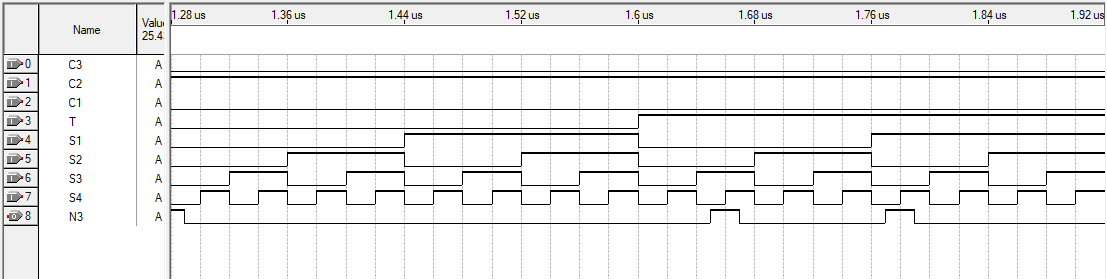 Name
Value
25.4
1.28 us
1.36 us
1.44 us
1.52 us
1.6 us
1.68 us
1.76 us
1.84 us
1.92 us
0 C3 A
1 C2 A
2 C1 A
3 T A
4 S1 A
5 S2 A
6 S3 A
7 S4 A
8 N3 A